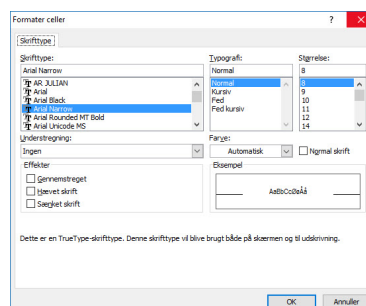 Formater celler
?
Skrifttype
Skrifttype:
Typografi:
Størrelse:
Arial Narrow
Normal
8
AR JULIAN
Arial
Arial Black
Arial Narrow
Arial Rounded MT Bold
Arial Unicode MS
Normal
Kursiv
Fed
Fed kursiv
8
9
10
11
12
14
Understregning:
Farve:
Ingen
Automatisk
Normal skrift
Effekter
Eksempel
Gennemstreget
Hævet skrift
Sænket skrift
AaBbCcØøÅå
Dette er en TrueType-skrifttype. Denne skrifttype vil blive brugt både på skærmen og til udskrivning.
OK
Annuller